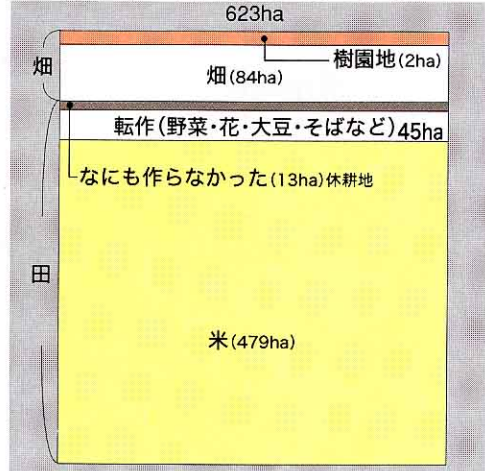 623ha
畑
樹園地(2ha)
畑(84ha)
転作(野菜・花・大豆・そばなど)45ha
なにも作らなかった(13ha)休耕地
田
米(479ha)